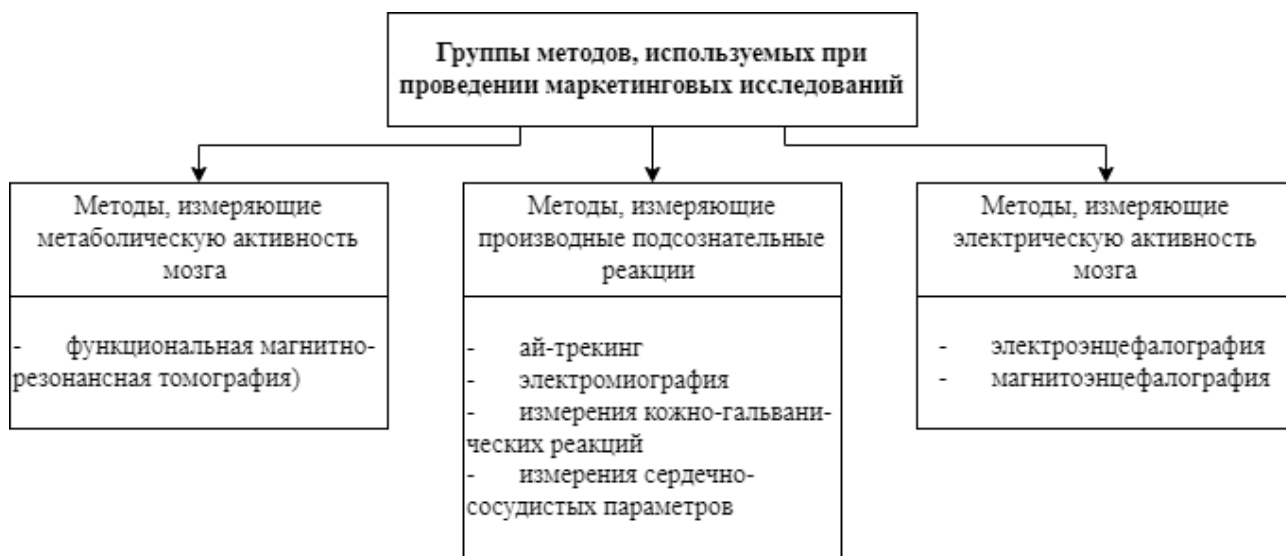 Группы методов, используемых при
проведении маркетинговых исследований
Методы, измеряющие
метаболическую активность
мозга
- функциональная магнитно-
резонансная томография)
Методы, измеряющие
производные подсознательные
реакции
- ай-трекинг
- электромиография
- измерения кожно-гальвани-
ческих реакций
- измерения сердечно-
сосудистых параметров
Методы, измеряющие
электрическую активность
мозга
- электроэнцефалография
- магнитоэнцефалография